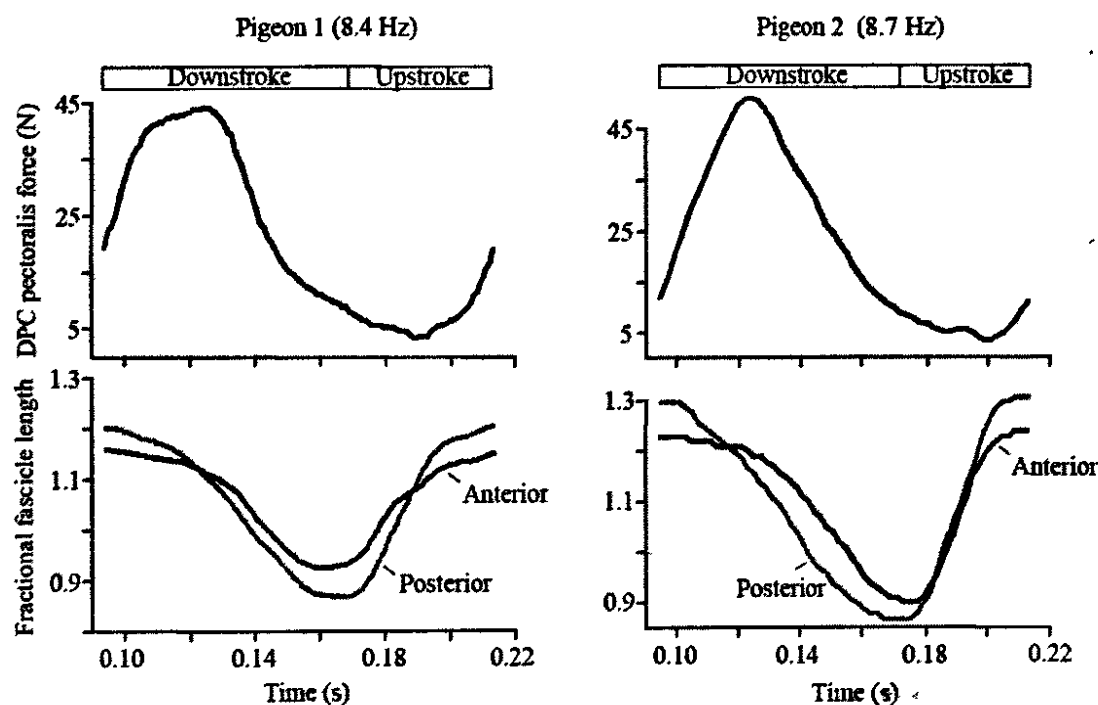 Pigeon 1 (8.4 Hz)
Pigeon 2 (8.7 Hz)
Downstroke Upstroke
Downstroke Upstroke
DPC pectoralis force (N)
45
25
5
45
25
5
Fractional fascicle length
1.3
1.1
0.9
Anterior
Posterior
1.3
1.1
0.9
Anterior
Posterior
0.10 0.14 0.18 0.22
0.10 0.14 0.18 0.22
Time (s)
Time (s)